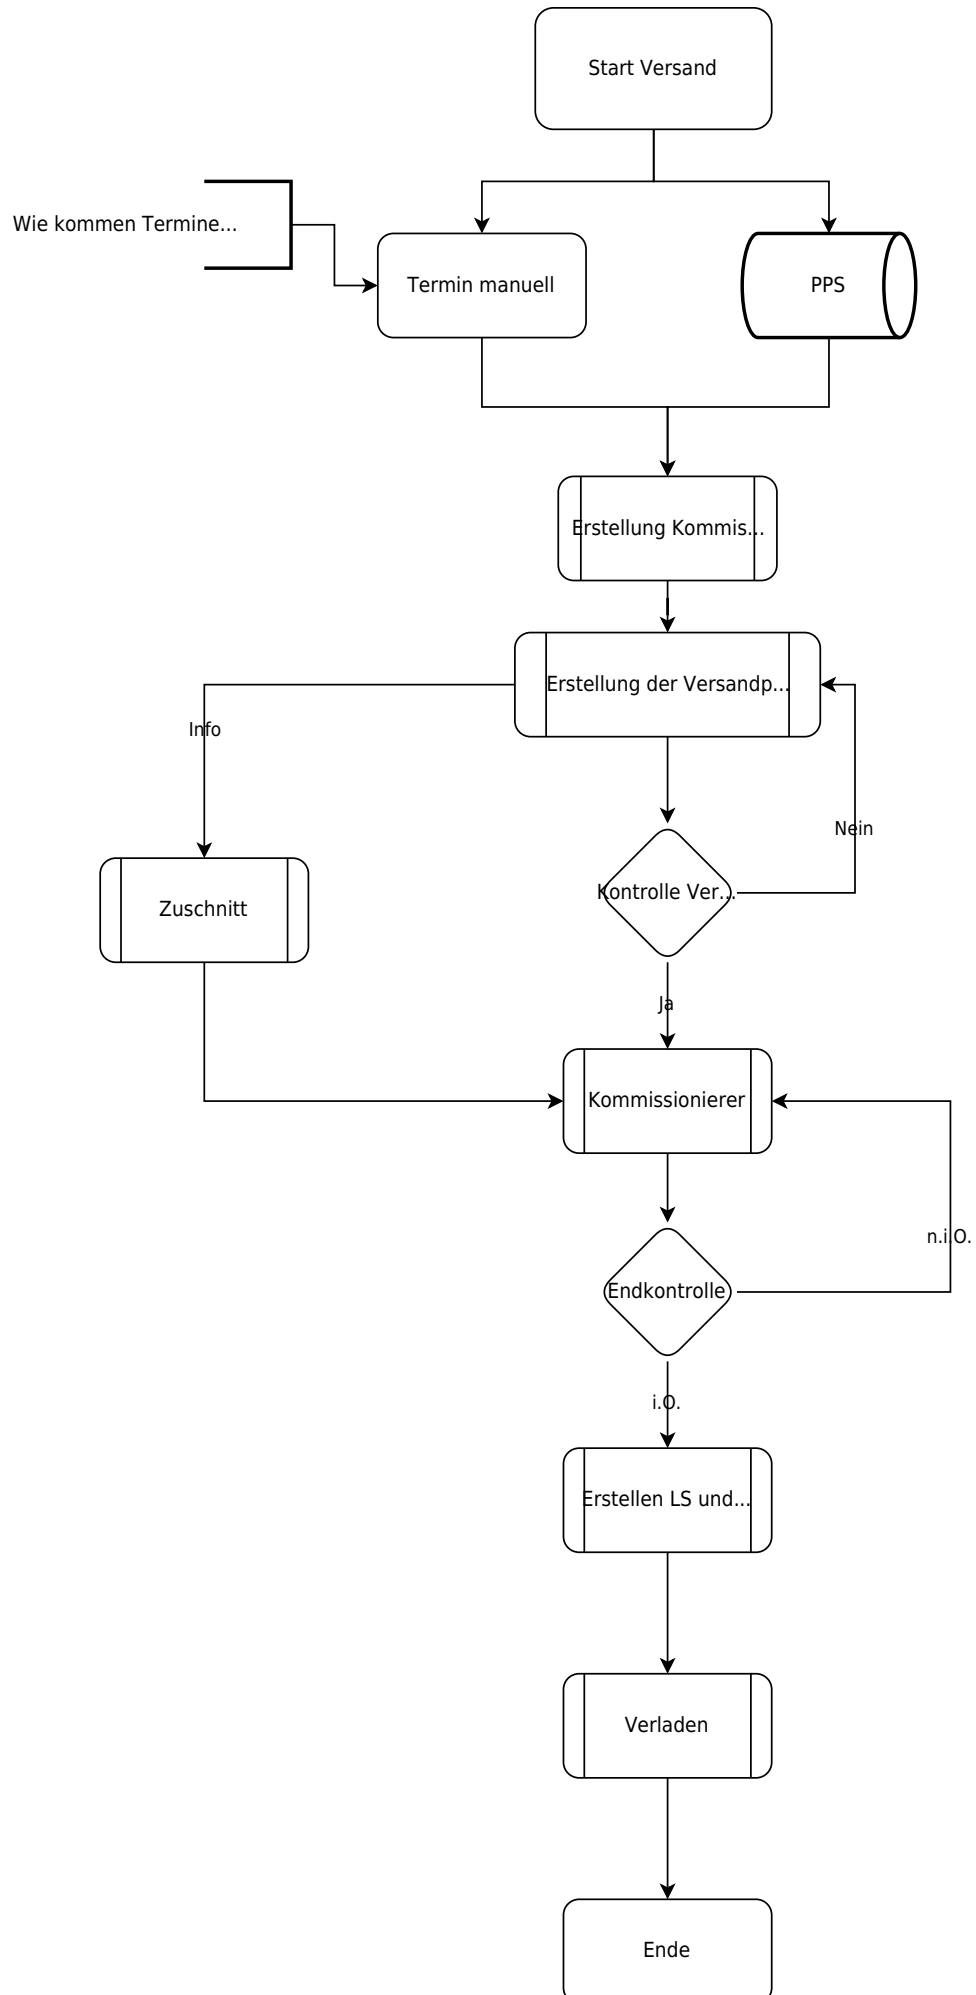 Start Versand
Wie kommen Termine...
Termin manuell
PPS
Erstellung Kommis...
Erstellung der Versandp...
Info
Nein
Kontrolle Ver...
Zuschnitt
Ja
Kommissionierer
n.i.O.
Endkontrolle
i.O.
Erstellen LS und...
Verladen
Ende